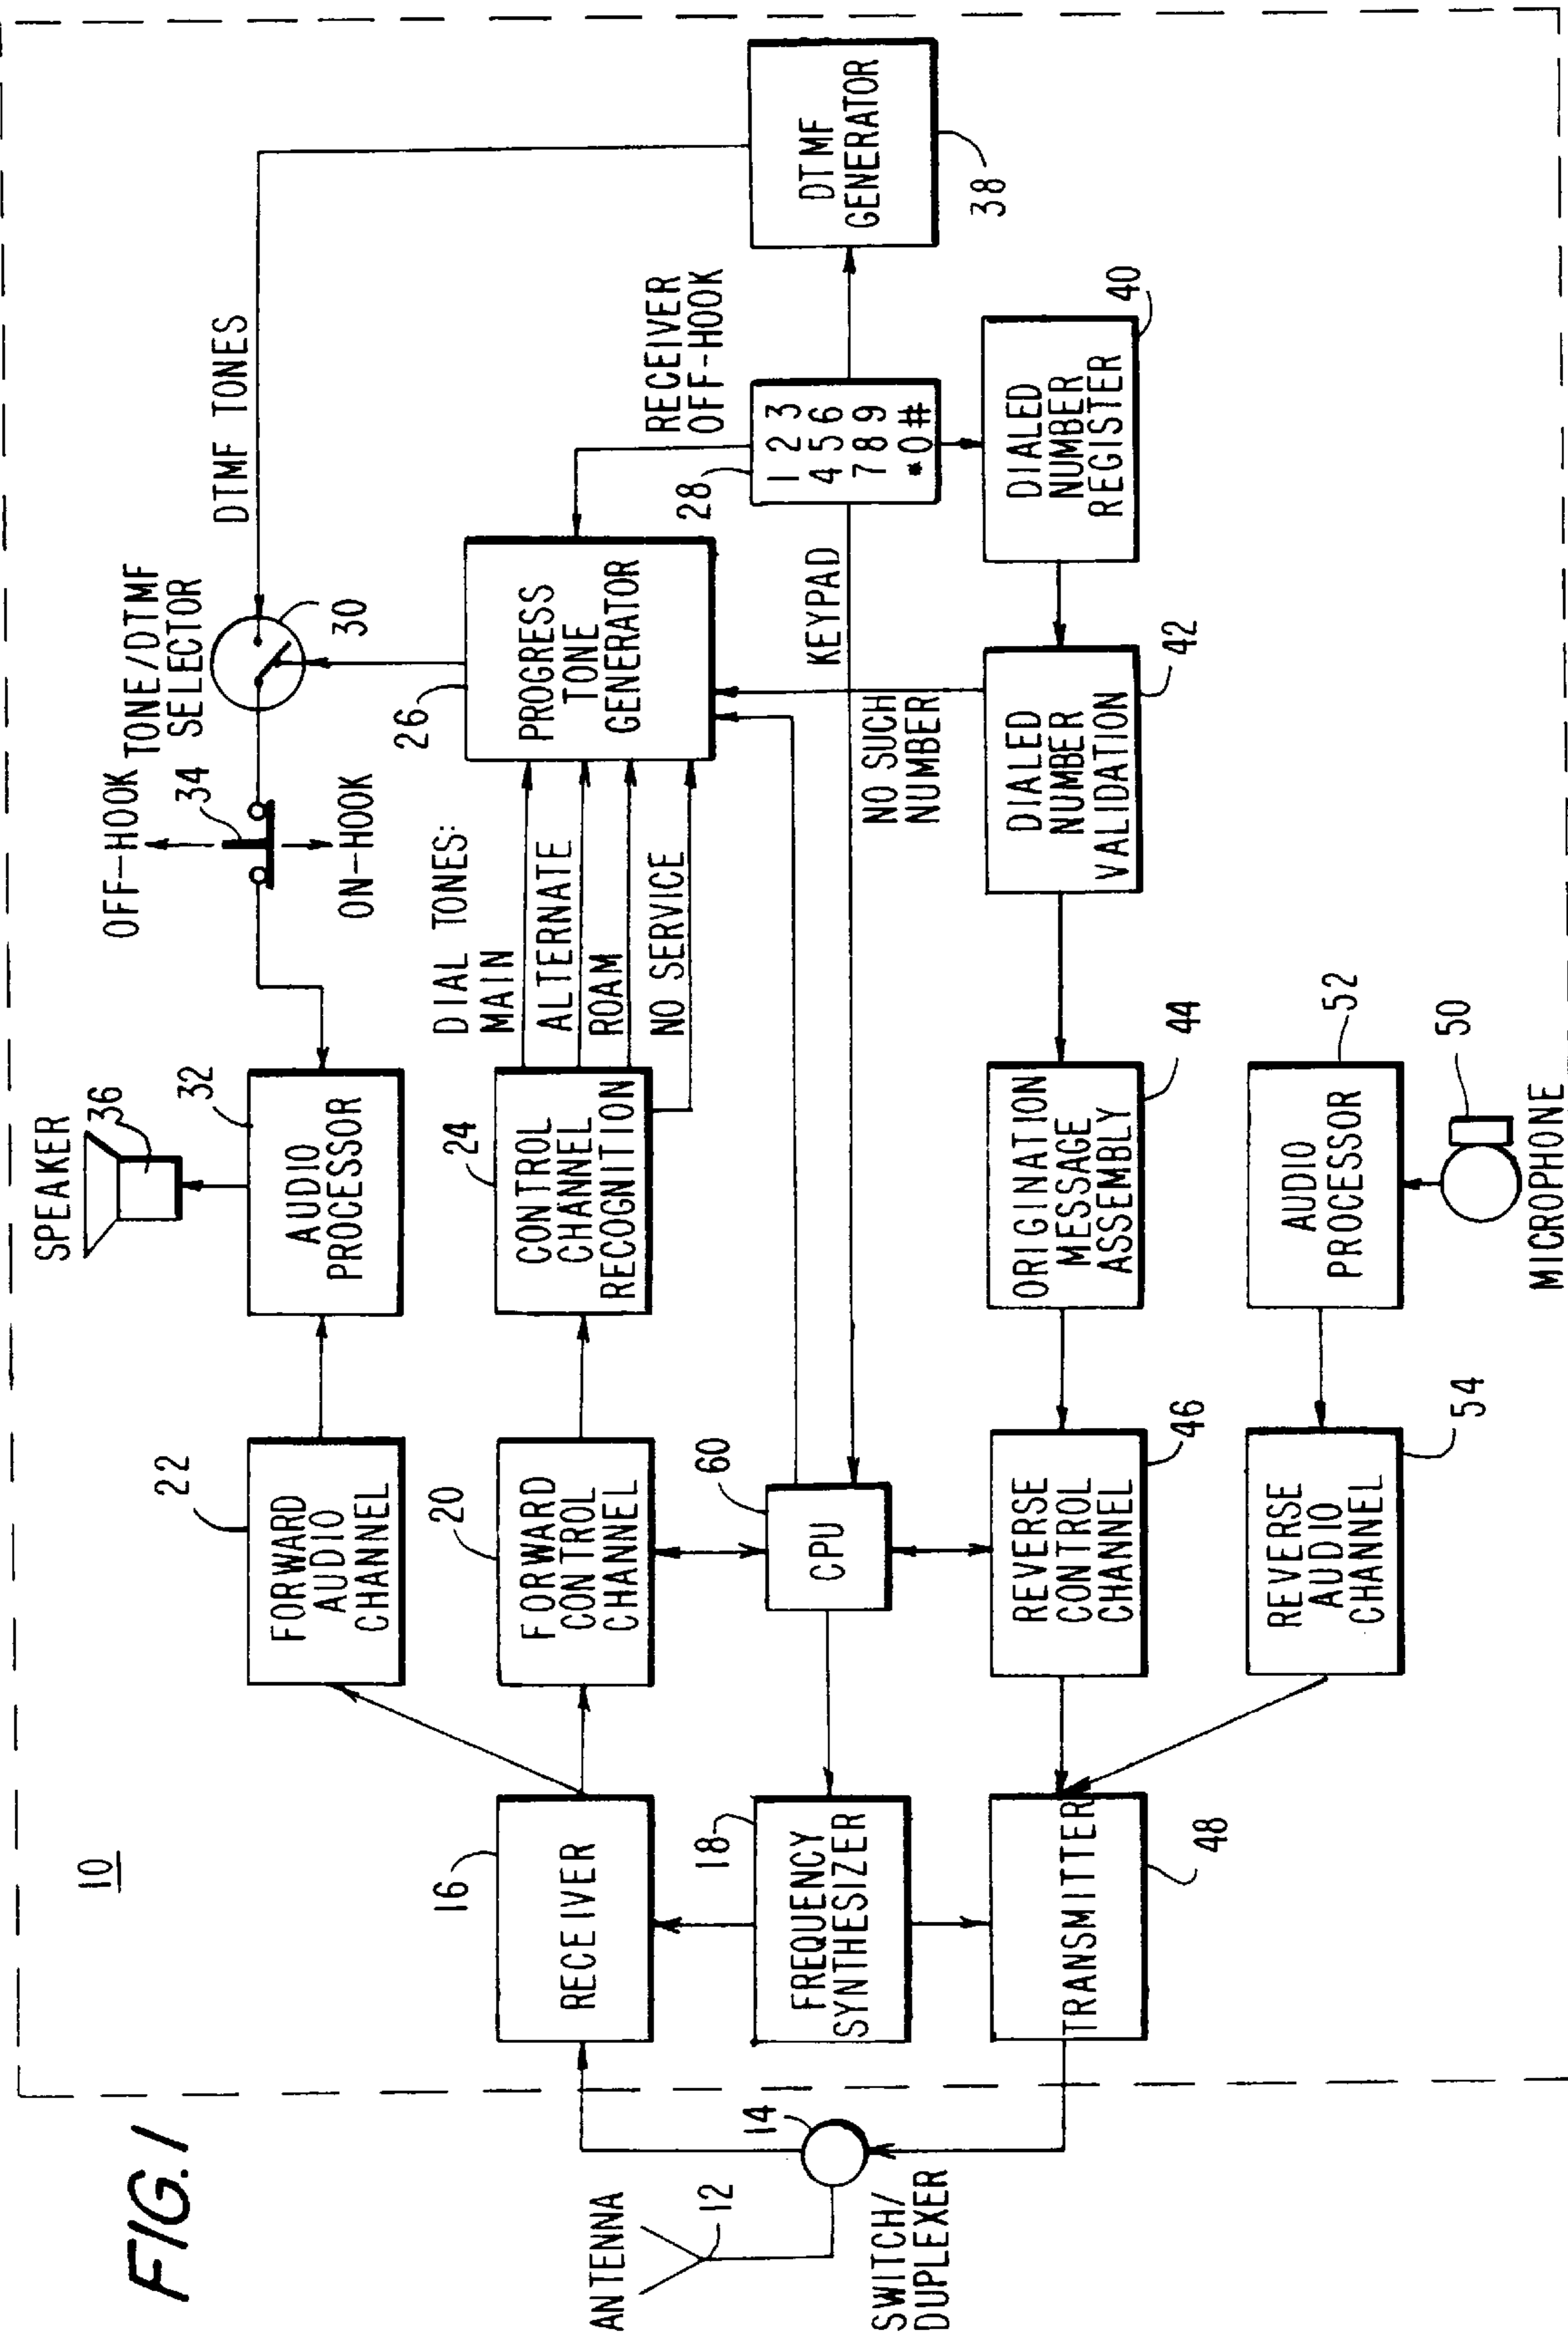 FIG. 1
10
ANTENNA
12
14
SWITCH/
DUPLEXER
16
RECEIVER
18
FREQUENCY
SYNTHESIZER
TRANSMITTER
48
22
FORWARD
AUDIO
CHANNEL
20
FORWARD
CONTROL
CHANNEL
60
CPU
REVERSE
CONTROL
CHANNEL
46
REVERSE
AUDIO
CHANNEL
54
SPEAKER
36
32
AUDIO
PROCESSOR
24
CONTROL
CHANNEL
RECOGNITION
ORIGINATION
MESSAGE
ASSEMBLY
44
AUDIO
PROCESSOR
52
50
MICROPHONE
OFF-HOOK
34
ON-HOOK
DIAL TONES:
MAIN
ALTERNATE
ROAM
NO SERVICE
TONE/DTMF
SELECTOR
30
26
PROGRESS
TONE
GENERATOR
NO SUCH
NUMBER
KEYPAD
DIALED
NUMBER
VALIDATION
42
DTMF TONES
RECEIVER
OFF-HOOK
28
1 2 3
4 5 6
7 8 9
* 0 #
DIALED
NUMBER
REGISTER
40
DTMF
GENERATOR
38